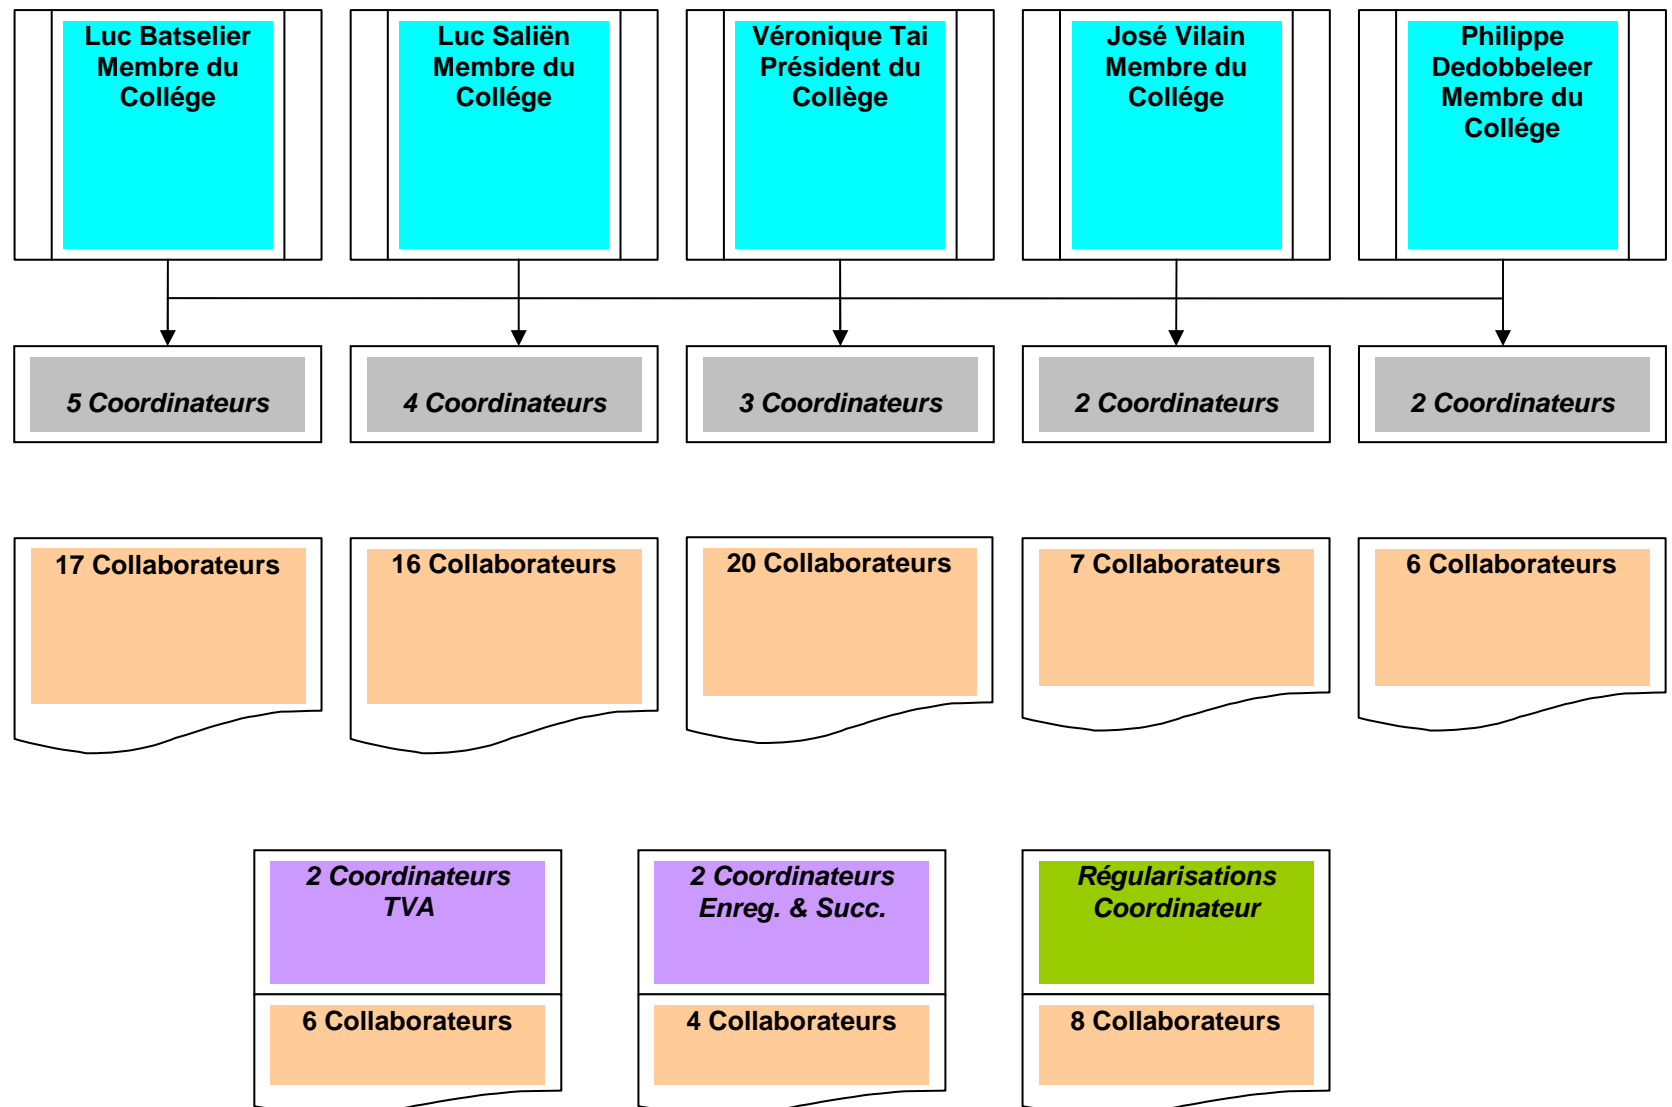 Luc Batselier
Membre du
Collége
Luc Saliën
Membre du
Collége
Véronique Tai
Président du
Collège
José Vilain
Membre du
Collége
Philippe
Dedobbeleer
Membre du
Collége
5 Coordinateurs
4 Coordinateurs
3 Coordinateurs
2 Coordinateurs
2 Coordinateurs
17 Collaborateurs
16 Collaborateurs
20 Collaborateurs
7 Collaborateurs
6 Collaborateurs
2 Coordinateurs
TVA
2 Coordinateurs
Enreg. & Succ.
Régularisations
Coordinateur
6 Collaborateurs
4 Collaborateurs
8 Collaborateurs